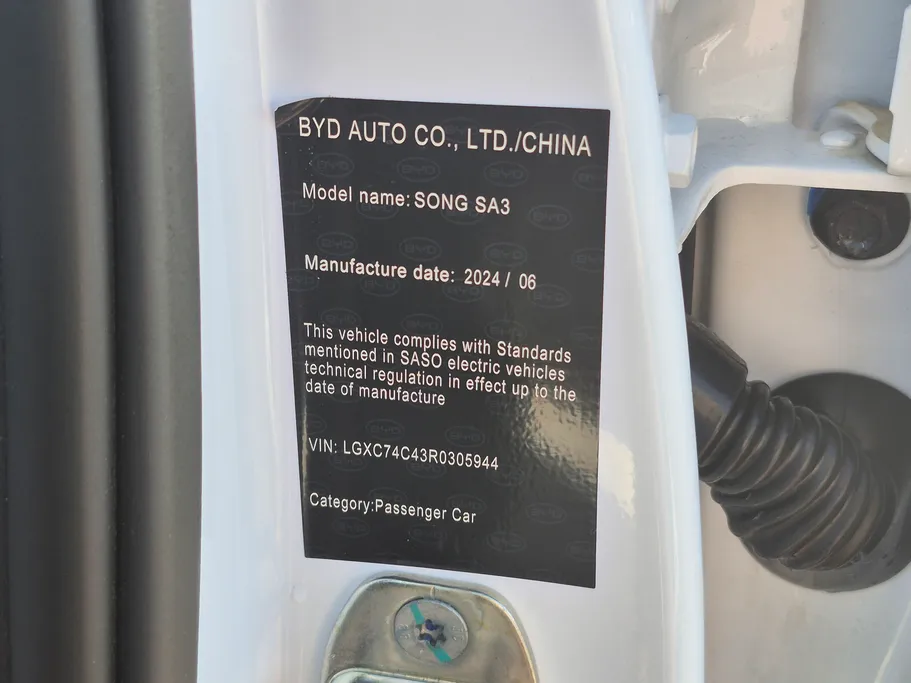 BYD AUTO CO., LTD./CHINA
Model name: SONG SA3
Manufacture date: 2024 / 06
This vehicle complies with Standards
mentioned in SASO electric vehicles
technical regulation in effect up to the
date of manufacture
VIN: LGXC74C43R0305944
Category:Passenger Car